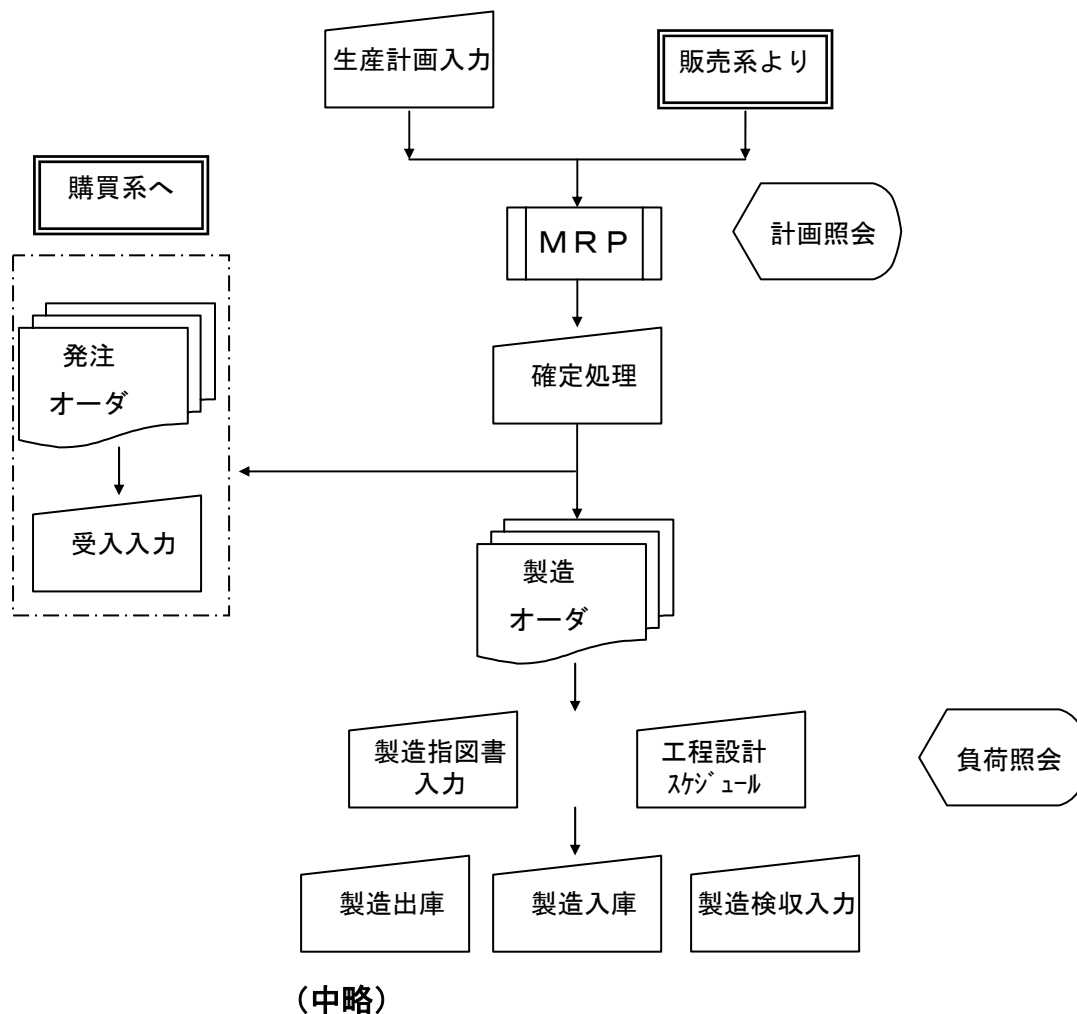 生産計画入力
販売系より
購買系へ
ＭＲＰ
計画照会
発注
オーダ
確定処理
受入入力
製造
オーダ
製造指図書
入力
工程設計
ｽｹｼﾞｭｰﾙ
負荷照会
製造出庫
製造入庫
製造検収入力
（中略）